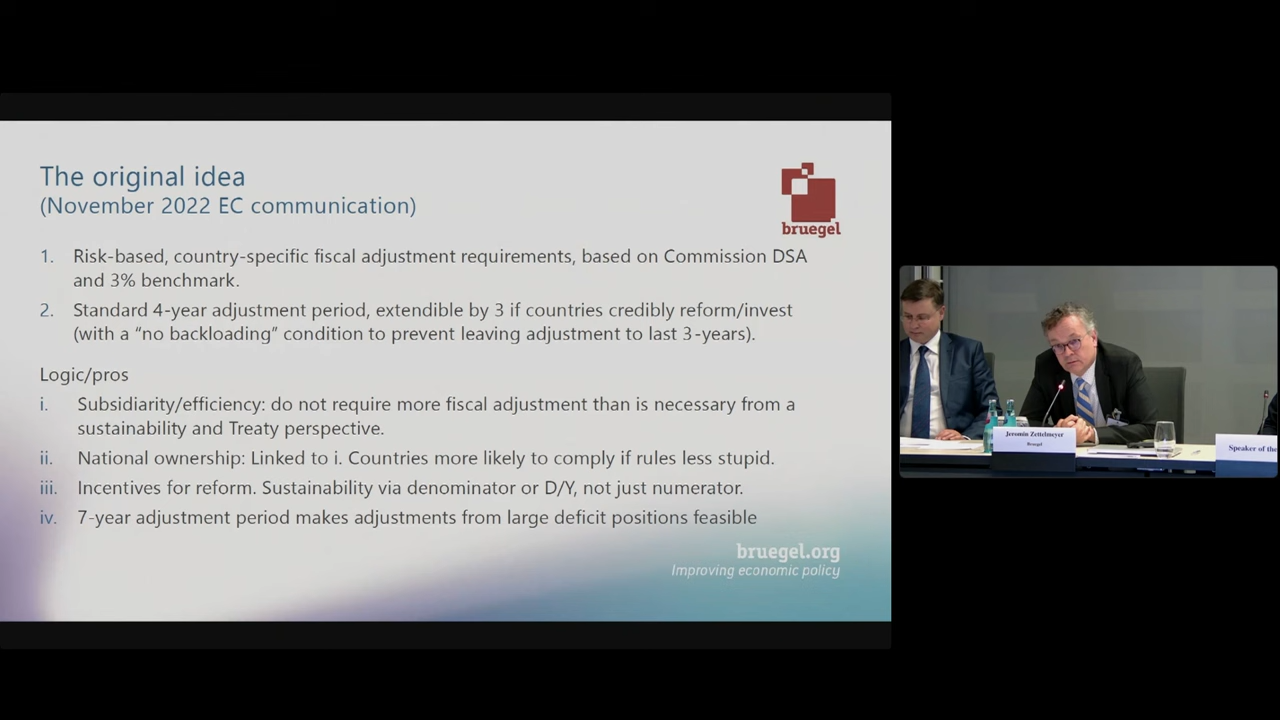 The original idea
(November 2022 EC communication)
bruegel
1. Risk-based, country-specific fiscal adjustment requirements, based on Commission DSA
and 3% benchmark.
2. Standard 4-year adjustment period, extendible by 3 if countries credibly reform/invest
(with a “no backloading” condition to prevent leaving adjustment to last 3-years).
Logic/pros
i. Subsidiarity/efficiency: do not require more fiscal adjustment than is necessary from a
sustainability and Treaty perspective.
ii. National ownership: Linked to i. Countries more likely to comply if rules less stupid.
iii. Incentives for reform. Sustainability via denominator or D/Y, not just numerator.
iv. 7-year adjustment period makes adjustments from large deficit positions feasible
bruegel.org
Improving economic policy
Jeromin Zettelmeyer
Bruegel
Speaker of the